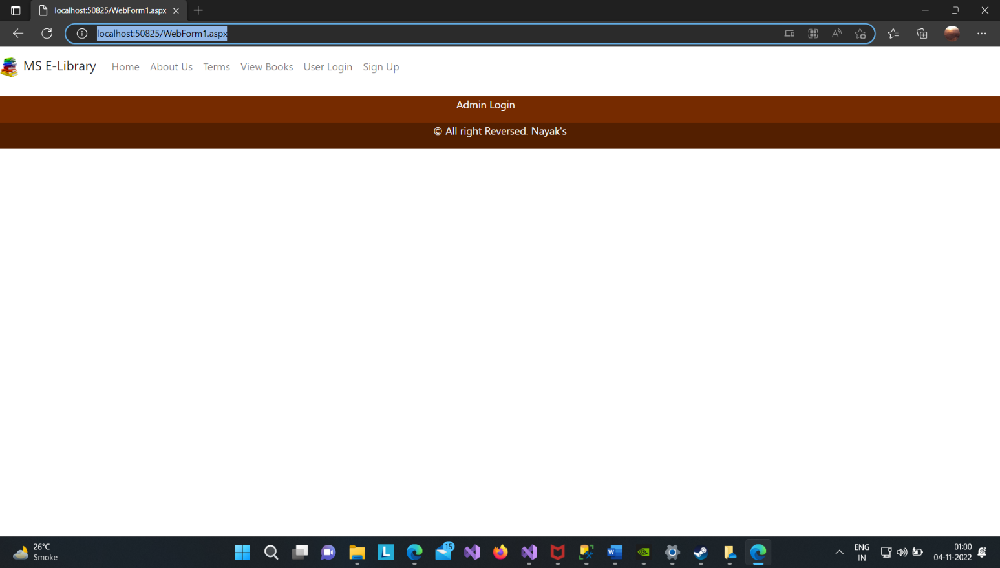 localhost:50825/WebForm1.aspx
localhost:50825/WebForm1.aspx
MS E-Library Home About Us Terms View Books User Login Sign Up
Admin Login
© All right Reversed. Nayak's
26°C
Smoke
L
15
W
ENG
IN
01:00
04-11-2022